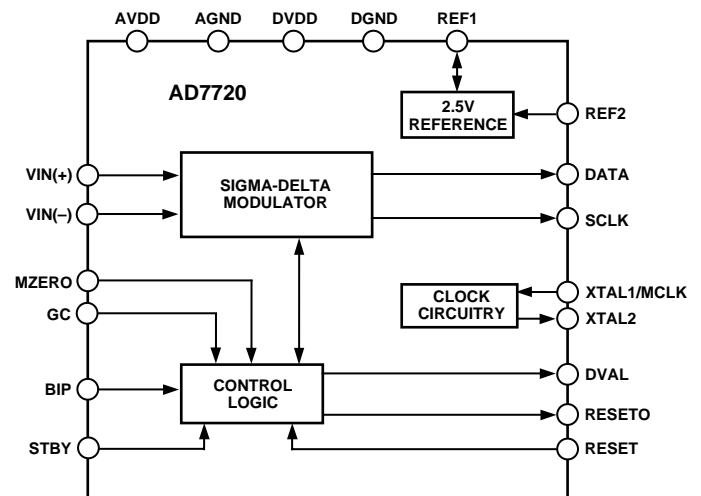 AVDD AGND DVDD DGND REF1
AD7720
2.5V
REFERENCE
REF2
VIN(+)
VIN(–)
SIGMA-DELTA
MODULATOR
DATA
SCLK
MZERO
GC
CLOCK
CIRCUITRY
XTAL1/MCLK
XTAL2
BIP
STBY
CONTROL
LOGIC
DVAL
RESETO
RESET